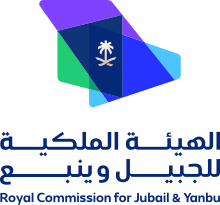 الهيئة الملكية
للجبيل وينبع
Royal Commission for Jubail & Yanbu